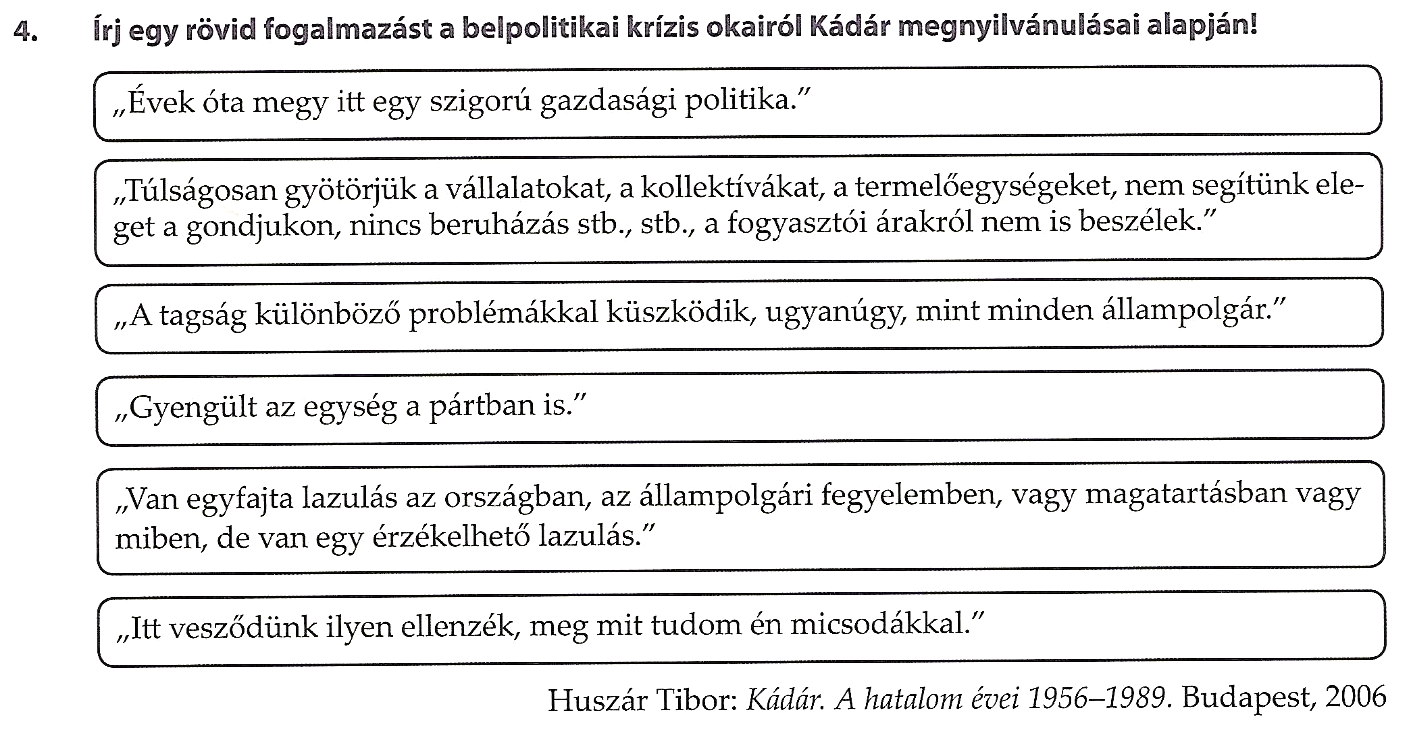 4. Írj egy rövid fogalmazást a belpolitikai krízis okairól Kádár megnyilvánulásai alapján!
„Évek óta megy itt egy szigorú gazdasági politika.”
„Túlságosan gyötörjük a vállalatokat, a kollektívákat, a termelőegységeket, nem segítünk ele-
get a gondjukon, nincs beruházás stb., stb., a fogyasztói árakról nem is beszélek.”
„A tagság különböző problémákkal küszködik, ugyanúgy, mint minden állampolgár.”
„Gyengült az egység a pártban is.”
„Van egyfajta lazulás az országban, az állampolgári fegyelemben, vagy magatartásban vagy
miben, de van egy érzékelhető lazulás.”
„Itt vesződünk ilyen ellenzék, meg mit tudom én micsodákkal.”
Huszár Tibor: Kádár. A hatalom évei 1956–1989. Budapest, 2006